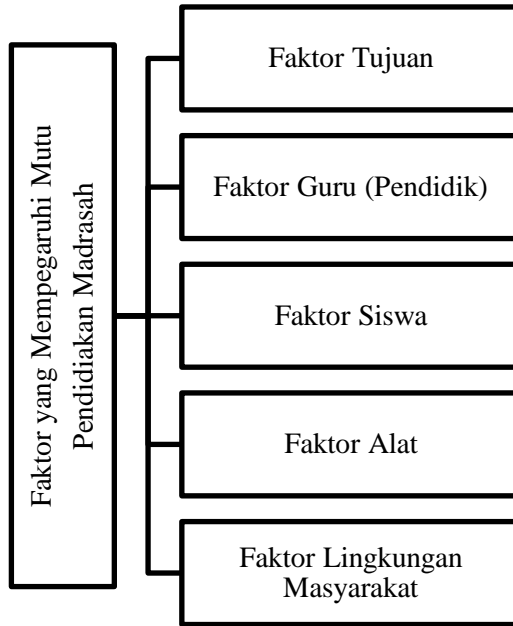 Faktor yang Mempegaruhi Mutu
Pendidiakan Madrasah
Faktor Tujuan
Faktor Guru (Pendidik)
Faktor Siswa
Faktor Alat
Faktor Lingkungan
Masyarakat